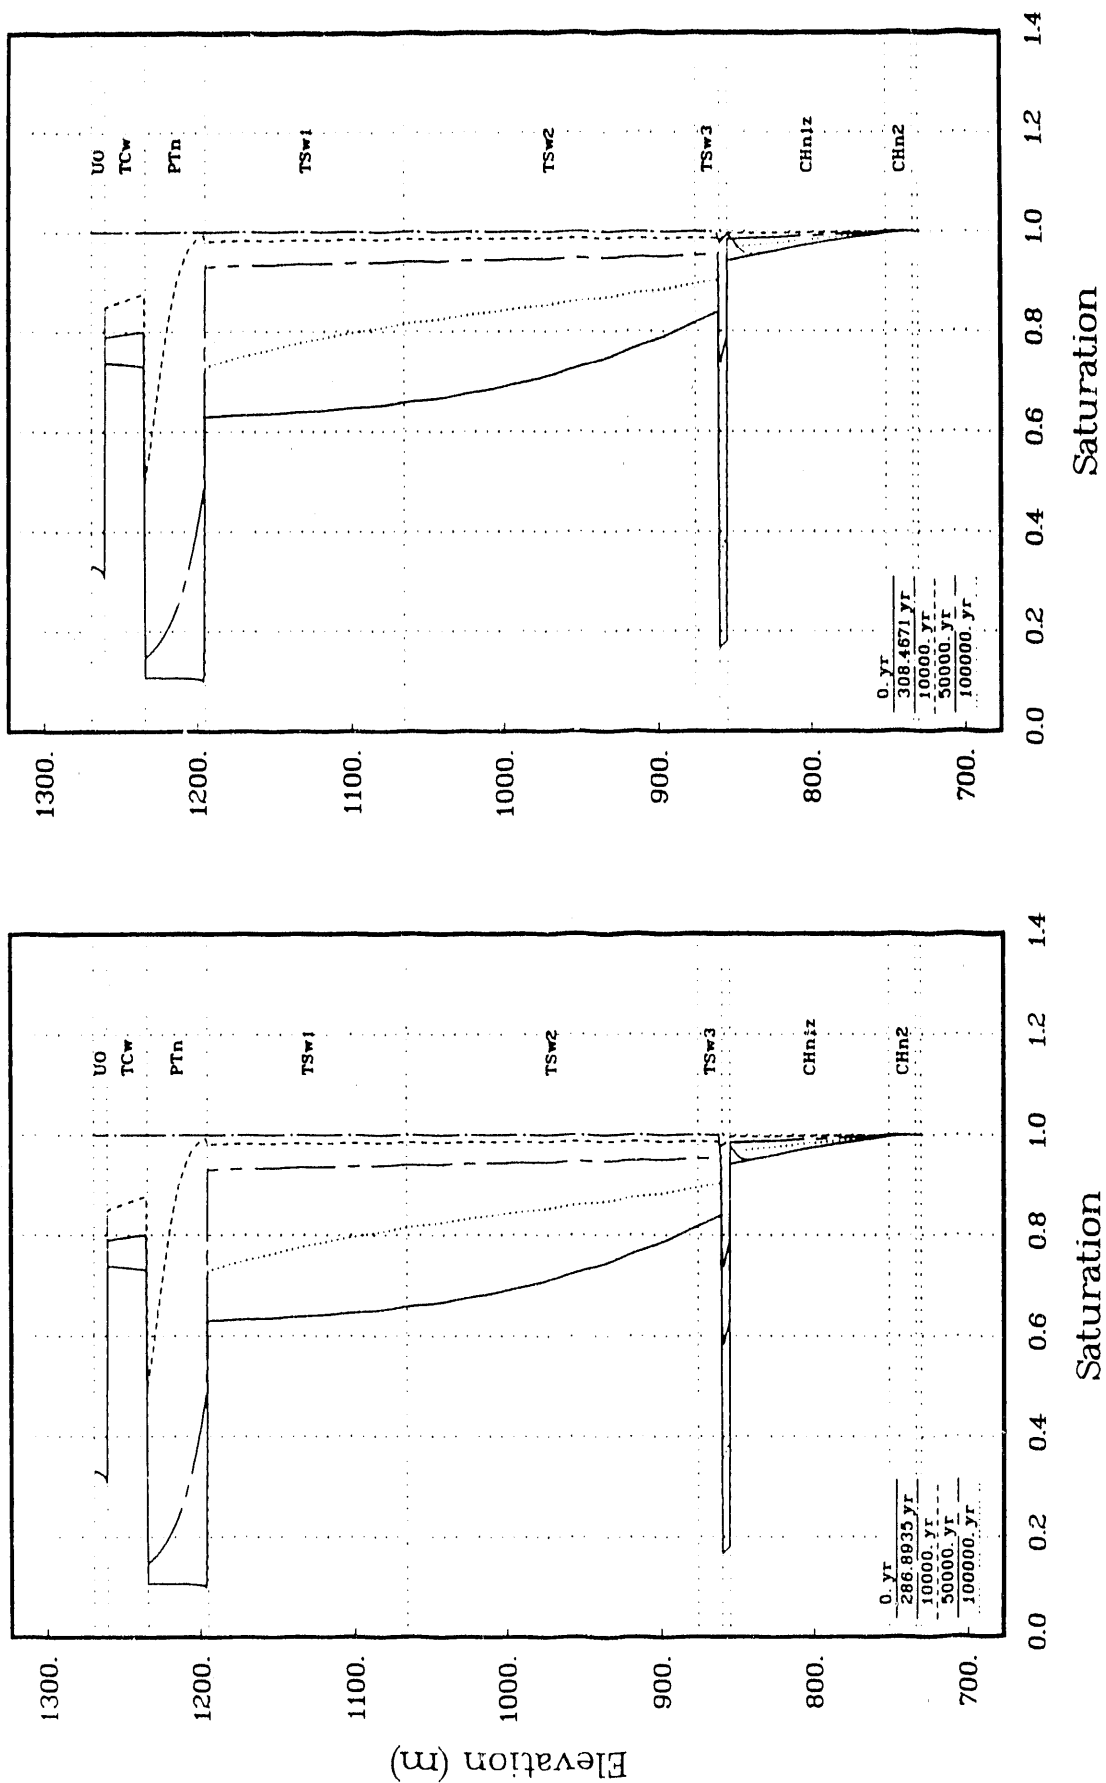 Elevation (m)
1300.
1200.
1100.
1000.
900.
800.
700.
UO
TCw
PTn
TSw1
TSw2
TSw3
CHn1z
CHn2
0. yr
286.8935 yr
10000. yr
50000. yr
100000. yr
0.0 0.2 0.4 0.6 0.8 1.0 1.2 1.4
Saturation
1300.
1200.
1100.
1000.
900.
800.
700.
UO
TCw
PTn
TSw1
TSw2
TSw3
CHn1z
CHn2
0. yr
308.4671 yr
10000. yr
50000. yr
100000. yr
0.0 0.2 0.4 0.6 0.8 1.0 1.2 1.4
Saturation